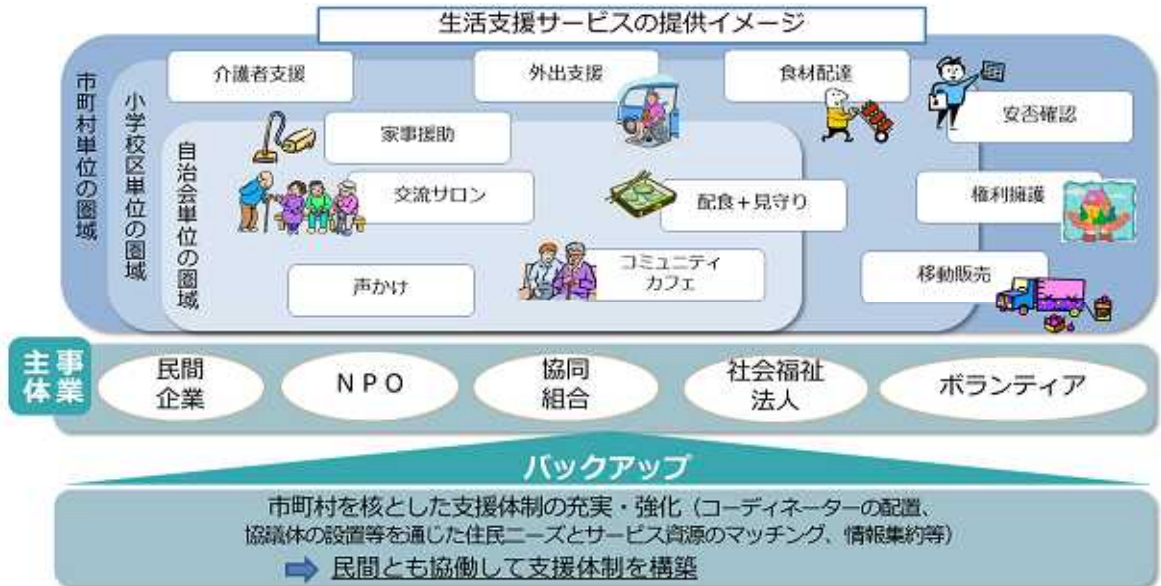 生活支援サービスの提供イメージ
市町村単位の圏域
小学校区単位の圏域
自治会単位の圏域
介護者支援
外出支援
食材配達
安否確認
家事援助
交流サロン
配食＋見守り
権利擁護
声かけ
コミュニティ
カフェ
移動販売
事業
主体
民間
企業
ＮＰＯ
協同
組合
社会福祉
法人
ボランティア
バックアップ
市町村を核とした支援体制の充実・強化（コーディネーターの配置、
協議体の設置等を通じた住民ニーズとサービス資源のマッチング、情報集約等）
民間とも協働して支援体制を構築